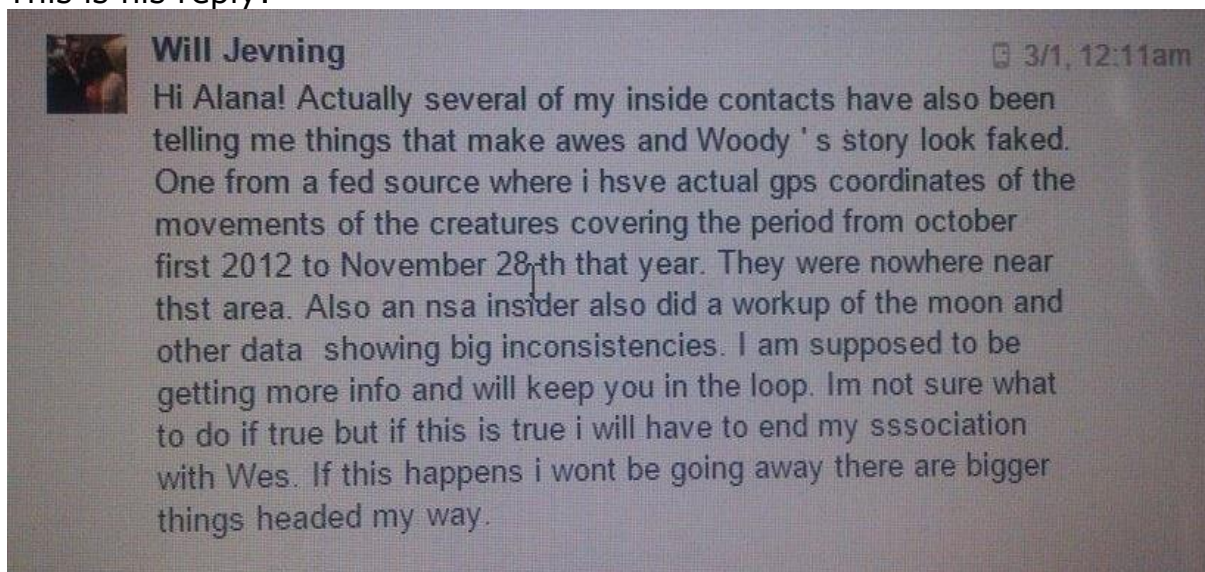 This is his reply:
Will Jevning
3/1, 12:11am
Hi Alana! Actually several of my inside contacts have also been
telling me things that make awes and Woody ' s story look faked.
One from a fed source where i hsve actual gps coordinates of the
movements of the creatures covering the period from october
first 2012 to November 28 th that year. They were nowhere near
thst area. Also an nsa insider also did a workup of the moon and
other data showing big inconsistencies. I am supposed to be
getting more info and will keep you in the loop. Im not sure what
to do if true but if this is true i will have to end my sssociation
with Wes. If this happens i wont be going away there are bigger
things headed my way.